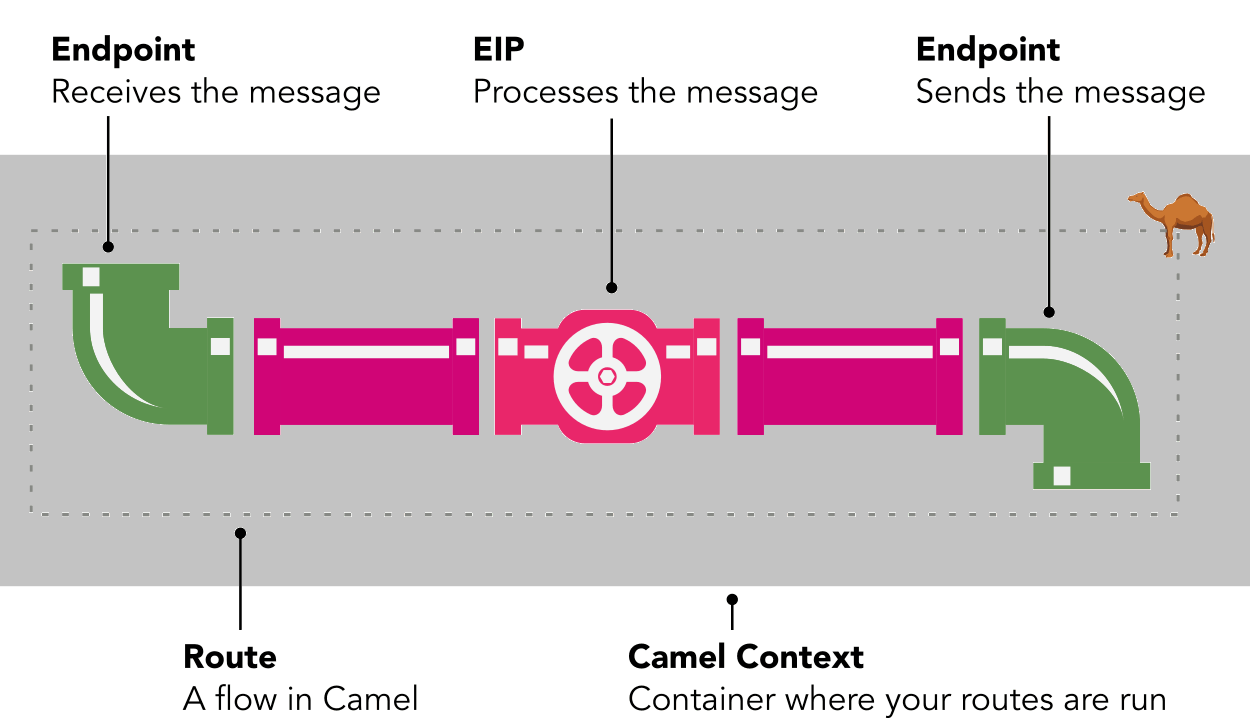 Endpoint
Receives the message
EIP
Processes the message
Endpoint
Sends the message
Route
A flow in Camel
Camel Context
Container where your routes are run